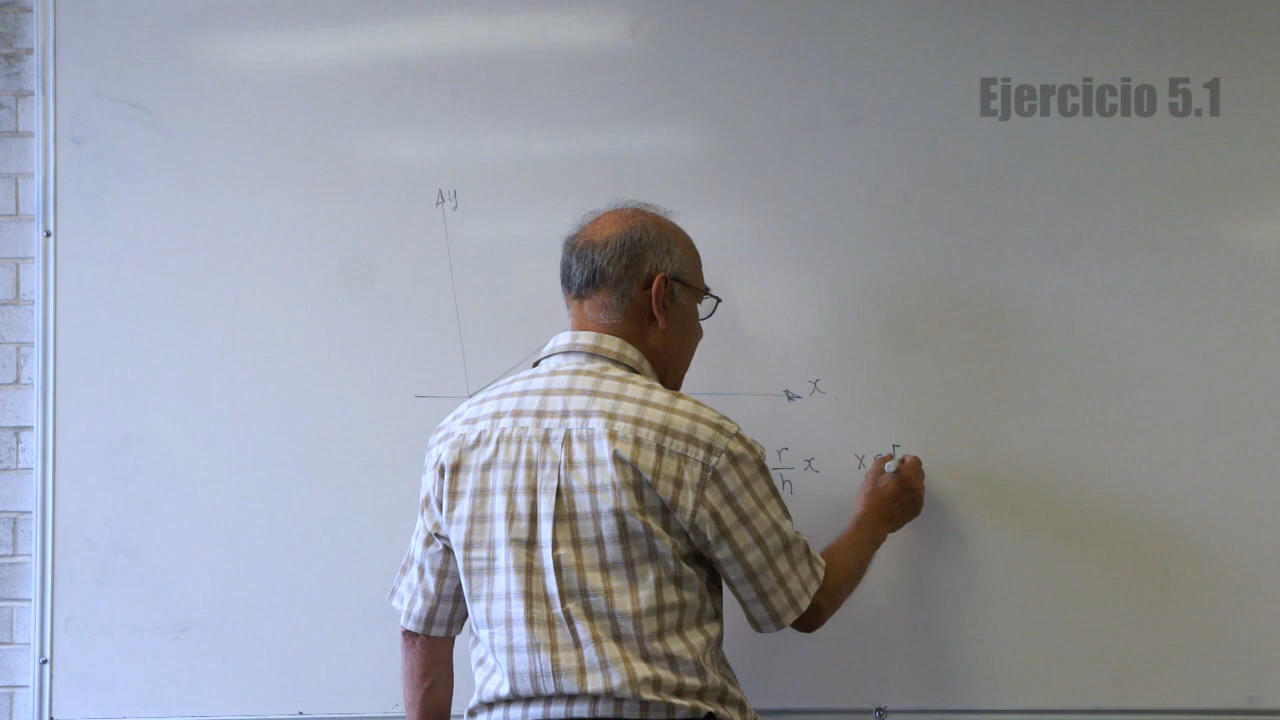 Ejercicio 5.1
y
x
r/h x